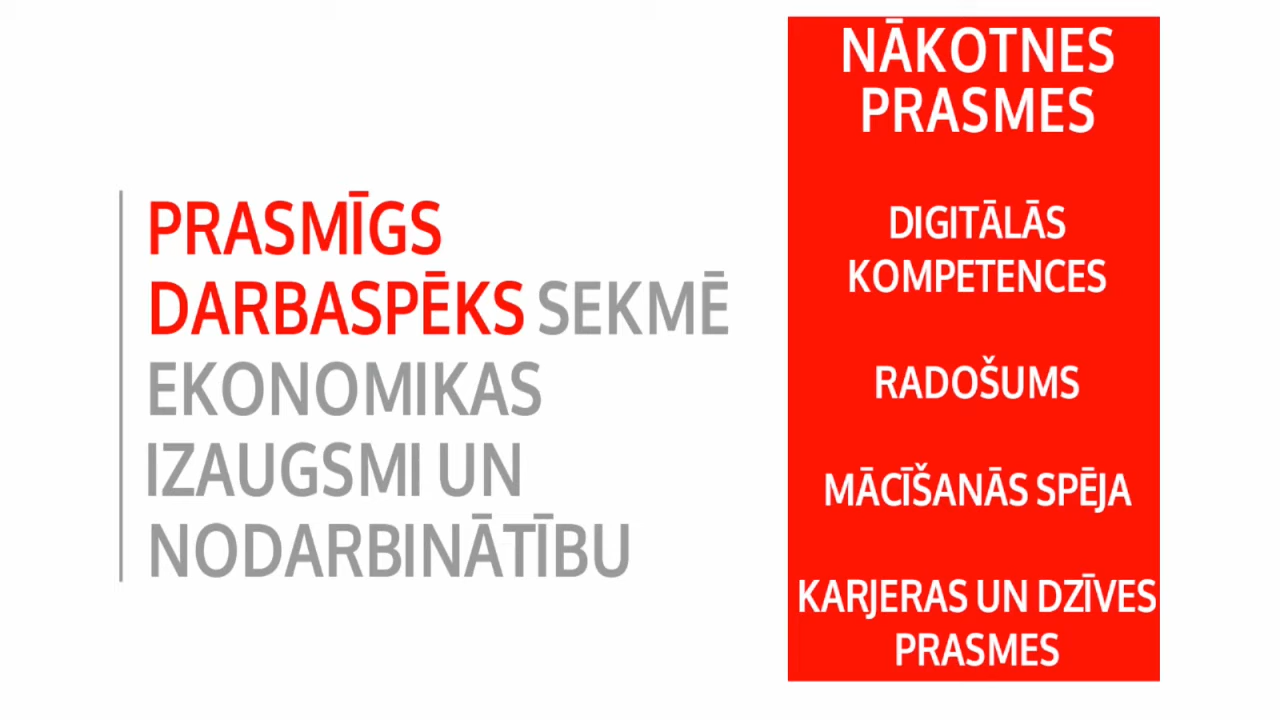 PRASMĪGS
DARBASPĒKS SEKMĒ
EKONOMIKAS
IZAUGSMI UN
NODARBINĀTĪBU
NĀKOTNES
PRASMES
DIGITĀLĀS
KOMPETENCES
RADOŠUMS
MĀCĪŠANĀS SPĒJA
KARJERAS UN DZĪVES
PRASMES